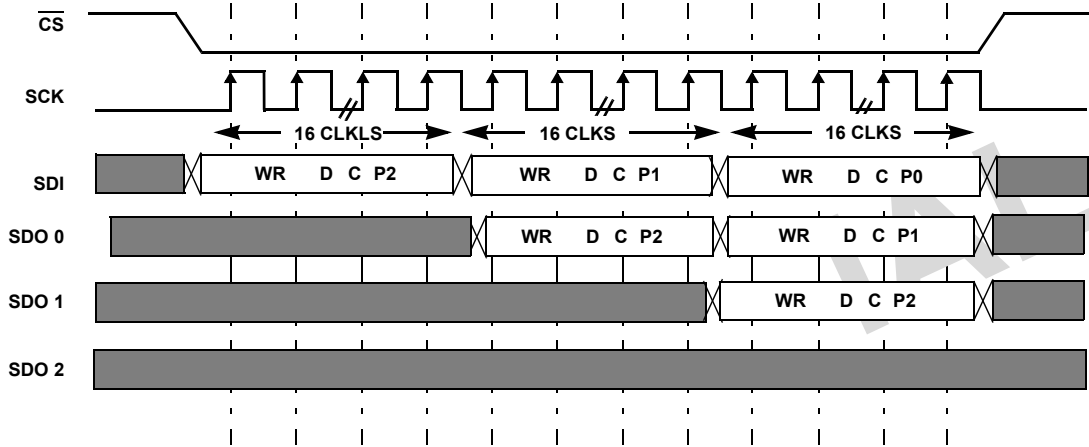 CS
SCK
16 CLKLS 16 CLKS 16 CLKS
SDI WR D C P2 WR D C P1 WR D C P0
SDO 0 WR D C P2 WR D C P1
SDO 1 WR D C P2
SDO 2